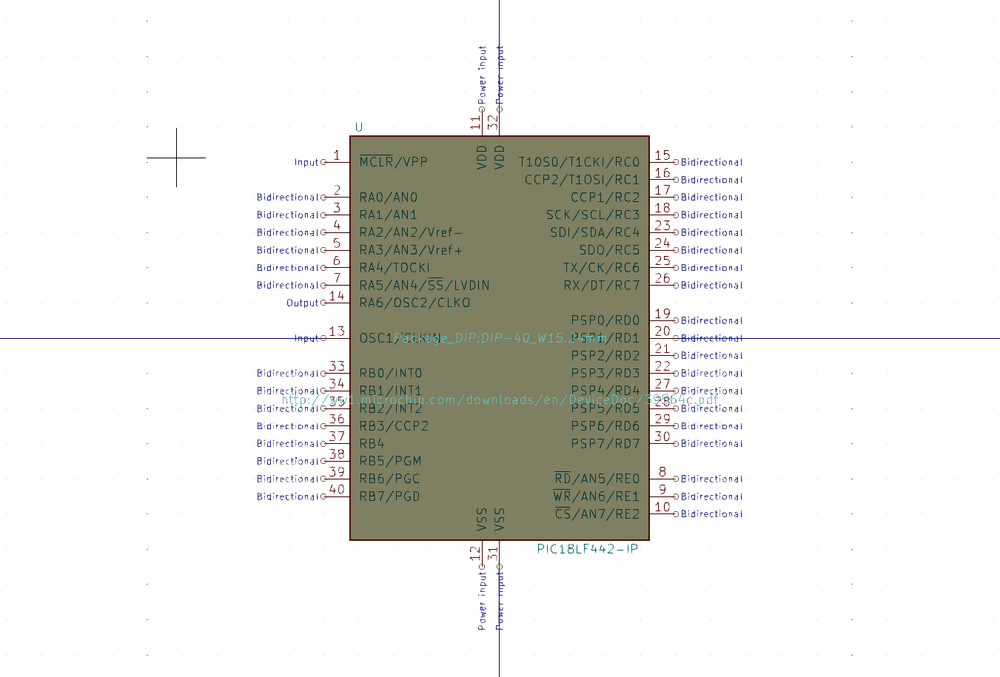 Power input Power input
11 32
U
VDD VDD
Input 1 MCLR/VPP T1OSO/T1CKI/RC0 15 Bidirectional
CCP2/T1OSI/RC1 16 Bidirectional
Bidirectional 2 RA0/AN0 CCP1/RC2 17 Bidirectional
Bidirectional 3 RA1/AN1 SCK/SCL/RC3 18 Bidirectional
Bidirectional 4 RA2/AN2/Vref- SDI/SDA/RC4 23 Bidirectional
Bidirectional 5 RA3/AN3/Vref+ SDO/RC5 24 Bidirectional
Bidirectional 6 RA4/TOCKI TX/CK/RC6 25 Bidirectional
Bidirectional 7 RA5/AN4/SS/LVDIN RX/DT/RC7 26 Bidirectional
Output 14 RA6/OSC2/CLKO
PSP0/RD0 19 Bidirectional
Input 13 OSC1/CLKIN Package_DIP:DIP-40_W15.24mm PSP1/RD1 20 Bidirectional
PSP2/RD2 21 Bidirectional
Bidirectional 33 RB0/INT0 PSP3/RD3 22 Bidirectional
Bidirectional 34 RB1/INT1 PSP4/RD4 27 Bidirectional
http://ww1.microchip.com/downloads/en/DeviceDoc/39564c.pdf
Bidirectional 35 RB2/INT2 PSP5/RD5 28 Bidirectional
Bidirectional 36 RB3/CCP2 PSP6/RD6 29 Bidirectional
Bidirectional 37 RB4 PSP7/RD7 30 Bidirectional
Bidirectional 38 RB5/PGM
Bidirectional 39 RB6/PGC RD/AN5/RE0 8 Bidirectional
Bidirectional 40 RB7/PGD WR/AN6/RE1 9 Bidirectional
CS/AN7/RE2 10 Bidirectional
VSS VSS
PIC18LF442-IP
12 31
Power input Power input